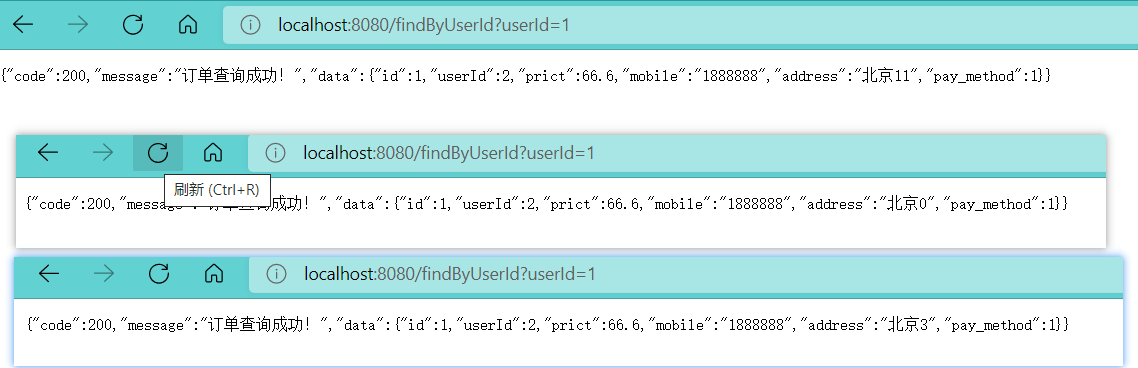 localhost:8080/findByUserId?userId=1
{"code":200,"message":"订单查询成功！","data":{"id":1,"userId":2,"prict":66.6,"mobile":"1888888","address":"北京11","pay_method":1}}
localhost:8080/findByUserId?userId=1
刷新 (Ctrl+R)
{"code":200,"message":"订单查询成功！","data":{"id":1,"userId":2,"prict":66.6,"mobile":"1888888","address":"北京0","pay_method":1}}
localhost:8080/findByUserId?userId=1
{"code":200,"message":"订单查询成功！","data":{"id":1,"userId":2,"prict":66.6,"mobile":"1888888","address":"北京3","pay_method":1}}